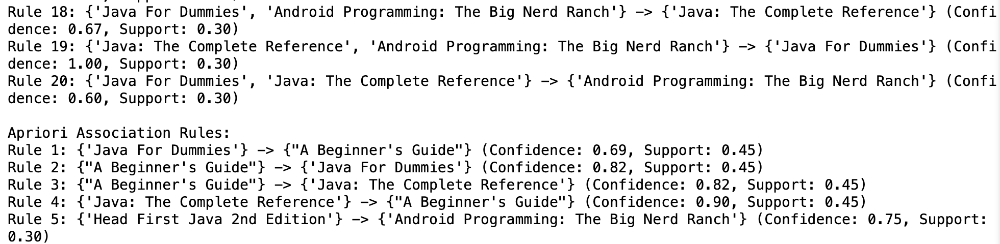 Rule 18: {'Java For Dummies', 'Android Programming: The Big Nerd Ranch'} -> {'Java: The Complete Reference'} (Confi
dence: 0.67, Support: 0.30)
Rule 19: {'Java: The Complete Reference', 'Android Programming: The Big Nerd Ranch'} -> {'Java For Dummies'} (Confi
dence: 1.00, Support: 0.30)
Rule 20: {'Java For Dummies', 'Java: The Complete Reference'} -> {'Android Programming: The Big Nerd Ranch'} (Confi
dence: 0.60, Support: 0.30)

Apriori Association Rules:
Rule 1: {'Java For Dummies'} -> {"A Beginner's Guide"} (Confidence: 0.69, Support: 0.45)
Rule 2: {"A Beginner's Guide"} -> {'Java For Dummies'} (Confidence: 0.82, Support: 0.45)
Rule 3: {"A Beginner's Guide"} -> {'Java: The Complete Reference'} (Confidence: 0.82, Support: 0.45)
Rule 4: {'Java: The Complete Reference'} -> {"A Beginner's Guide"} (Confidence: 0.90, Support: 0.45)
Rule 5: {'Head First Java 2nd Edition'} -> {'Android Programming: The Big Nerd Ranch'} (Confidence: 0.75, Support:
0.30)